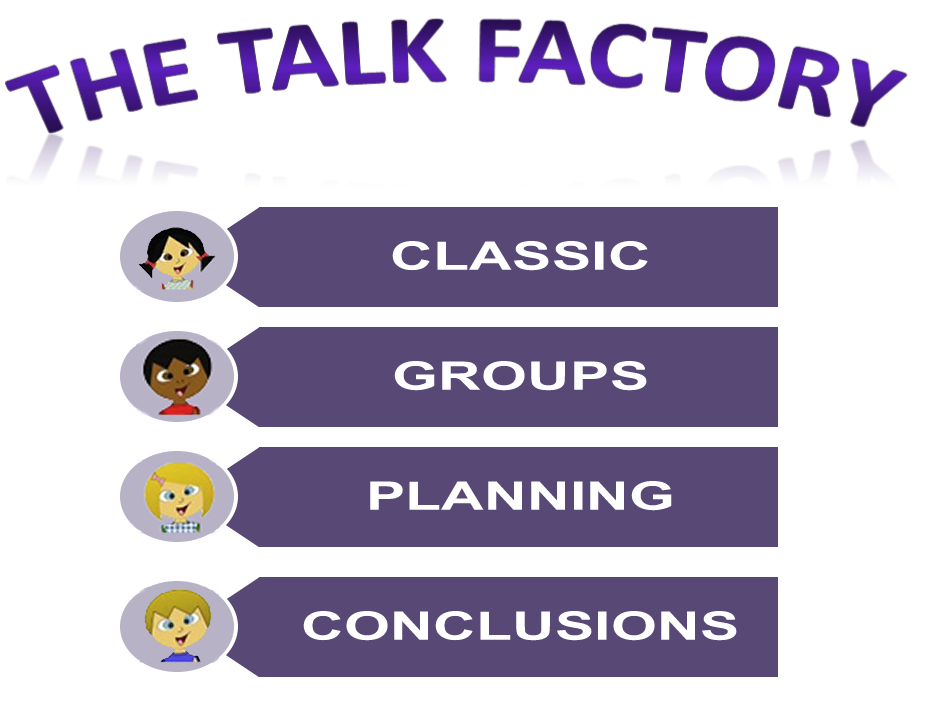 THE TALK FACTORY
CLASSIC
GROUPS
PLANNING
CONCLUSIONS